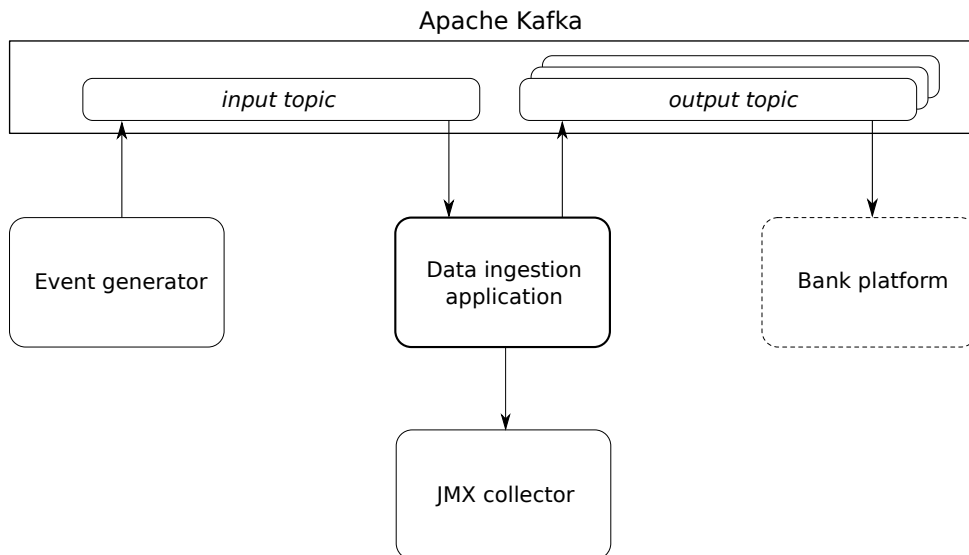 Apache Kafka
input topic
output topic
Event generator
Data ingestion
application
Bank platform
JMX collector